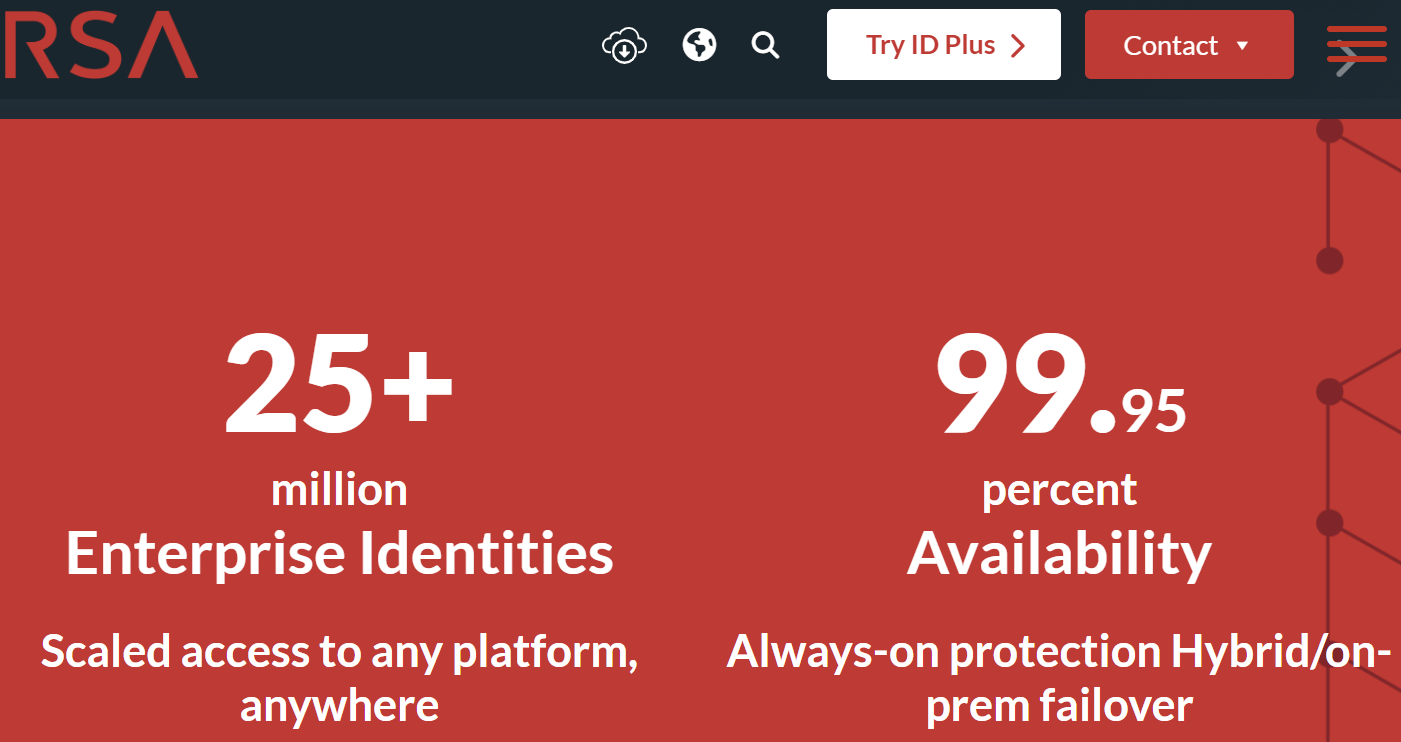 RSA
Try ID Plus
Contact
25+
million
Enterprise Identities
Scaled access to any platform,
anywhere
99.95
percent
Availability
Always-on protection Hybrid/on-
prem failover